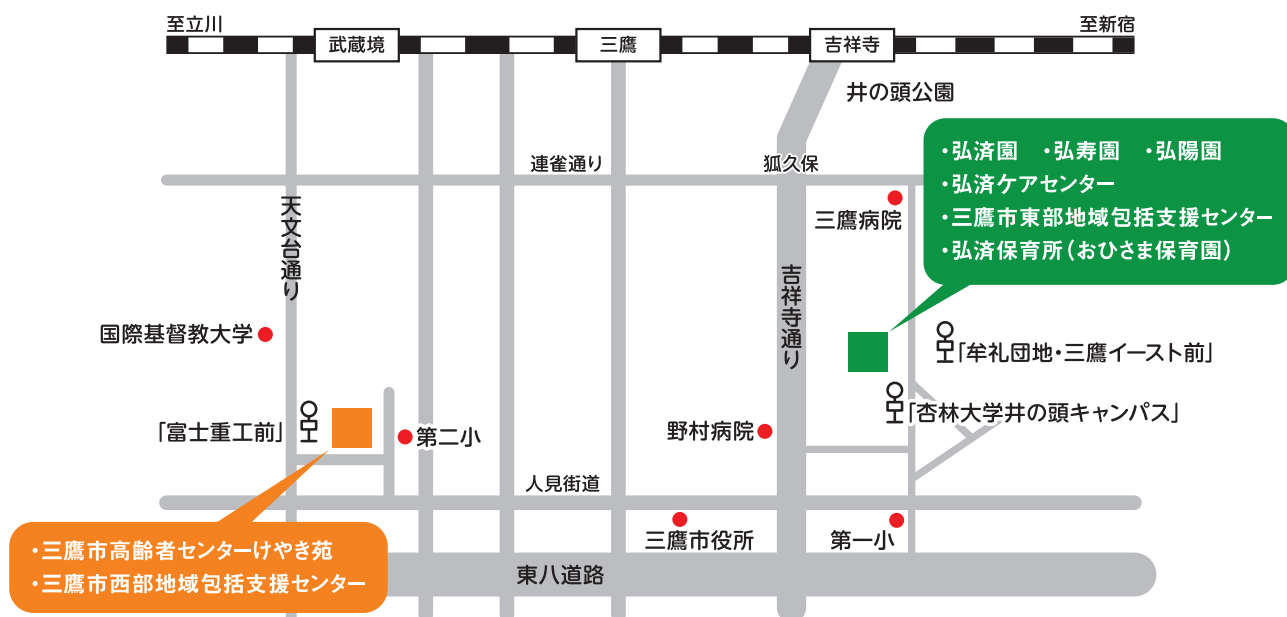 至立川
至新宿
武蔵境
三鷹
吉祥寺
井の頭公園
・弘済園 ・弘寿園 ・弘陽園
・弘済ケアセンター
・三鷹市東部地域包括支援センター
・弘済保育所(おひさま保育園)
連雀通り
狐久保
三鷹病院
天文台通り
吉祥寺通り
国際基督教大学
「牟礼団地・三鷹イースト前」
「杏林大学井の頭キャンパス」
「富士重工前」
第二小
野村病院
人見街道
三鷹市役所
第一小
・三鷹市高齢者センターけやき苑
・三鷹市西部地域包括支援センター
東八道路